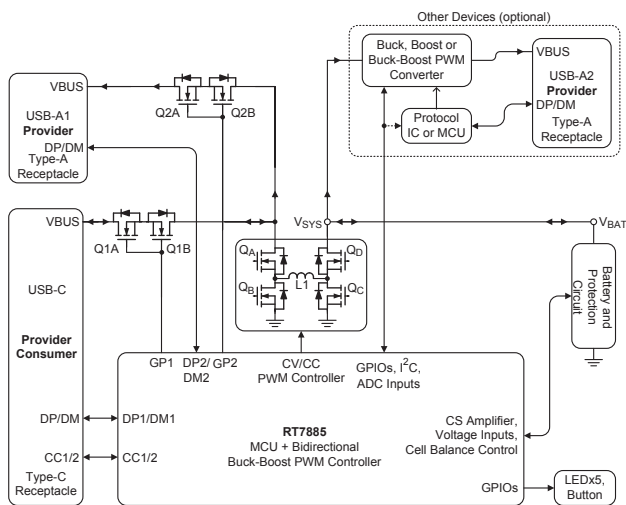 Other Devices (optional)
Buck, Boost or
Buck-Boost PWM
Converter
VBUS
USB-A2
Provider
DP/DM
Type-A
Receptacle
Protocol
IC or MCU
VBUS
USB-A1
Provider
DP/DM
Type-A
Receptacle
Q2A
Q2B
VBUS
Q1A
Q1B
USB-C
Provider
Consumer
DP/DM
CC1/2
Type-C
Receptacle
VSYS
VBAT
QA
QD
L1
QB
QC
Battery and
Protection
Circuit
GP1
DP2/
DM2
GP2
CV/CC
PWM Controller
GPIOs, I²C,
ADC Inputs
DP1/DM1
CC1/2
RT7885
MCU + Bidirectional
Buck-Boost PWM Controller
CS Amplifier,
Voltage Inputs,
Cell Balance Control
GPIOs
LEDx5,
Button